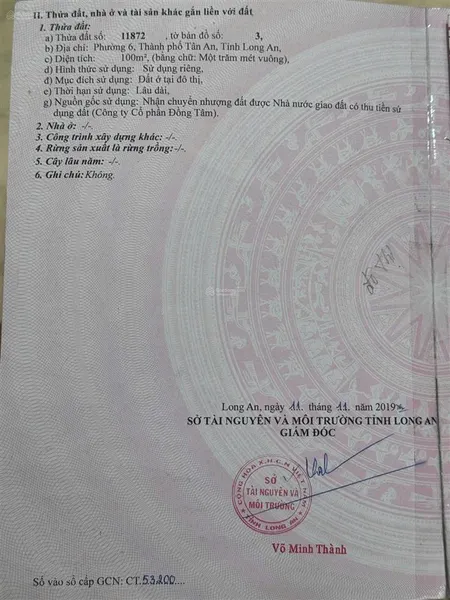 II. Thửa đất, nhà ở và tài sản khác gắn liền với đất
1. Thửa đất:
a) Thửa đất số: 11872 , tờ bản đồ số: 3,
b) Địa chỉ: Phường 6, Thành phố Tân An, Tỉnh Long An,
c) Diện tích: 100m², (bằng chữ: Một trăm mét vuông),
d) Hình thức sử dụng: Sử dụng riêng,
đ) Mục đích sử dụng: Đất ở tại đô thị,
e) Thời hạn sử dụng: Lâu dài,
g) Nguồn gốc sử dụng: Nhận chuyển nhượng đất được Nhà nước giao đất có thu tiền sử
dụng đất (Công ty Cổ phần Đồng Tâm).
2. Nhà ở: -/-.
3. Công trình xây dựng khác: -/-.
4. Rừng sản xuất là rừng trồng: -/-.
5. Cây lâu năm: -/-.
6. Ghi chú: Không.
Long An, ngày 11 tháng 11 năm 2019
SỞ TÀI NGUYÊN VÀ MÔI TRƯỜNG TỈNH LONG AN
GIÁM ĐỐC
CỘNG HÒA X.H.C.N VIỆT NAM
SỞ
TÀI NGUYÊN VÀ
MÔI TRƯỜNG
TỈNH LONG AN
Võ Minh Thành
Số vào sổ cấp GCN: CT.53200